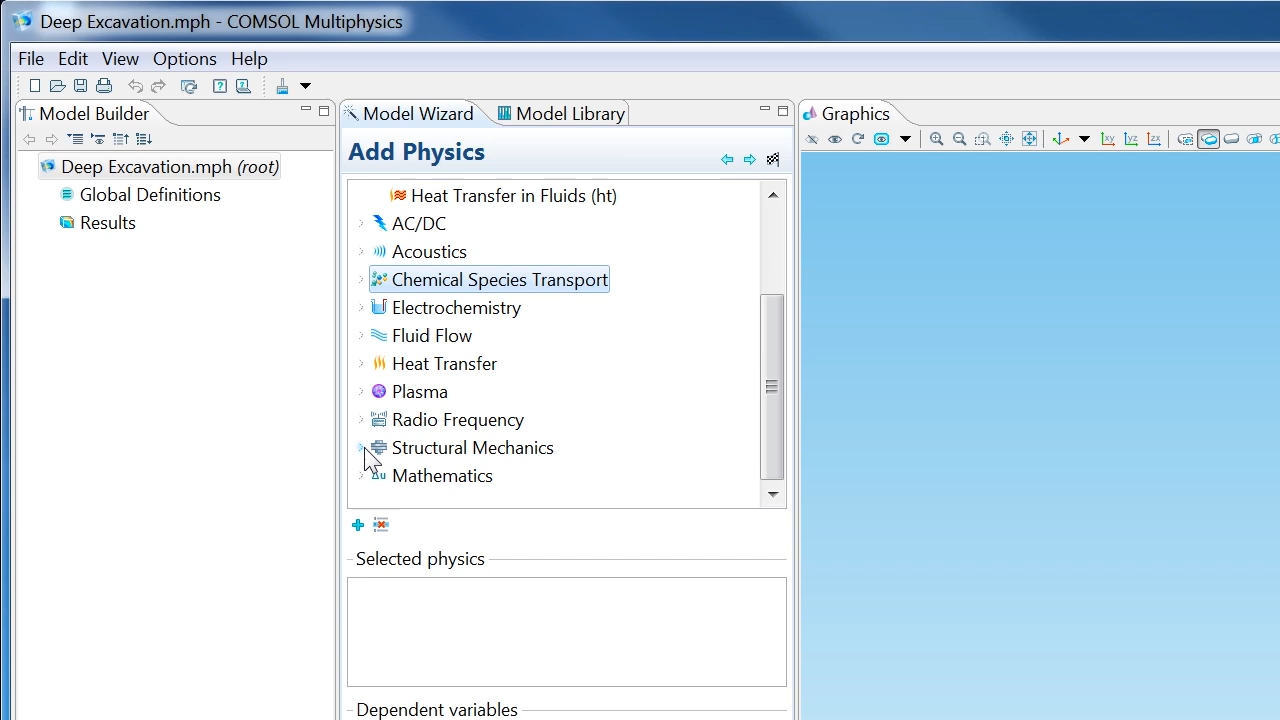 Deep Excavation.mph - COMSOL Multiphysics
File Edit View Options Help
Model Builder
Model Wizard
Model Library
Graphics
Add Physics
Deep Excavation.mph (root)
Global Definitions
Results
Heat Transfer in Fluids (ht)
AC/DC
Acoustics
Chemical Species Transport
Electrochemistry
Fluid Flow
Heat Transfer
Plasma
Radio Frequency
Structural Mechanics
Δu Mathematics
Selected physics
Dependent variables